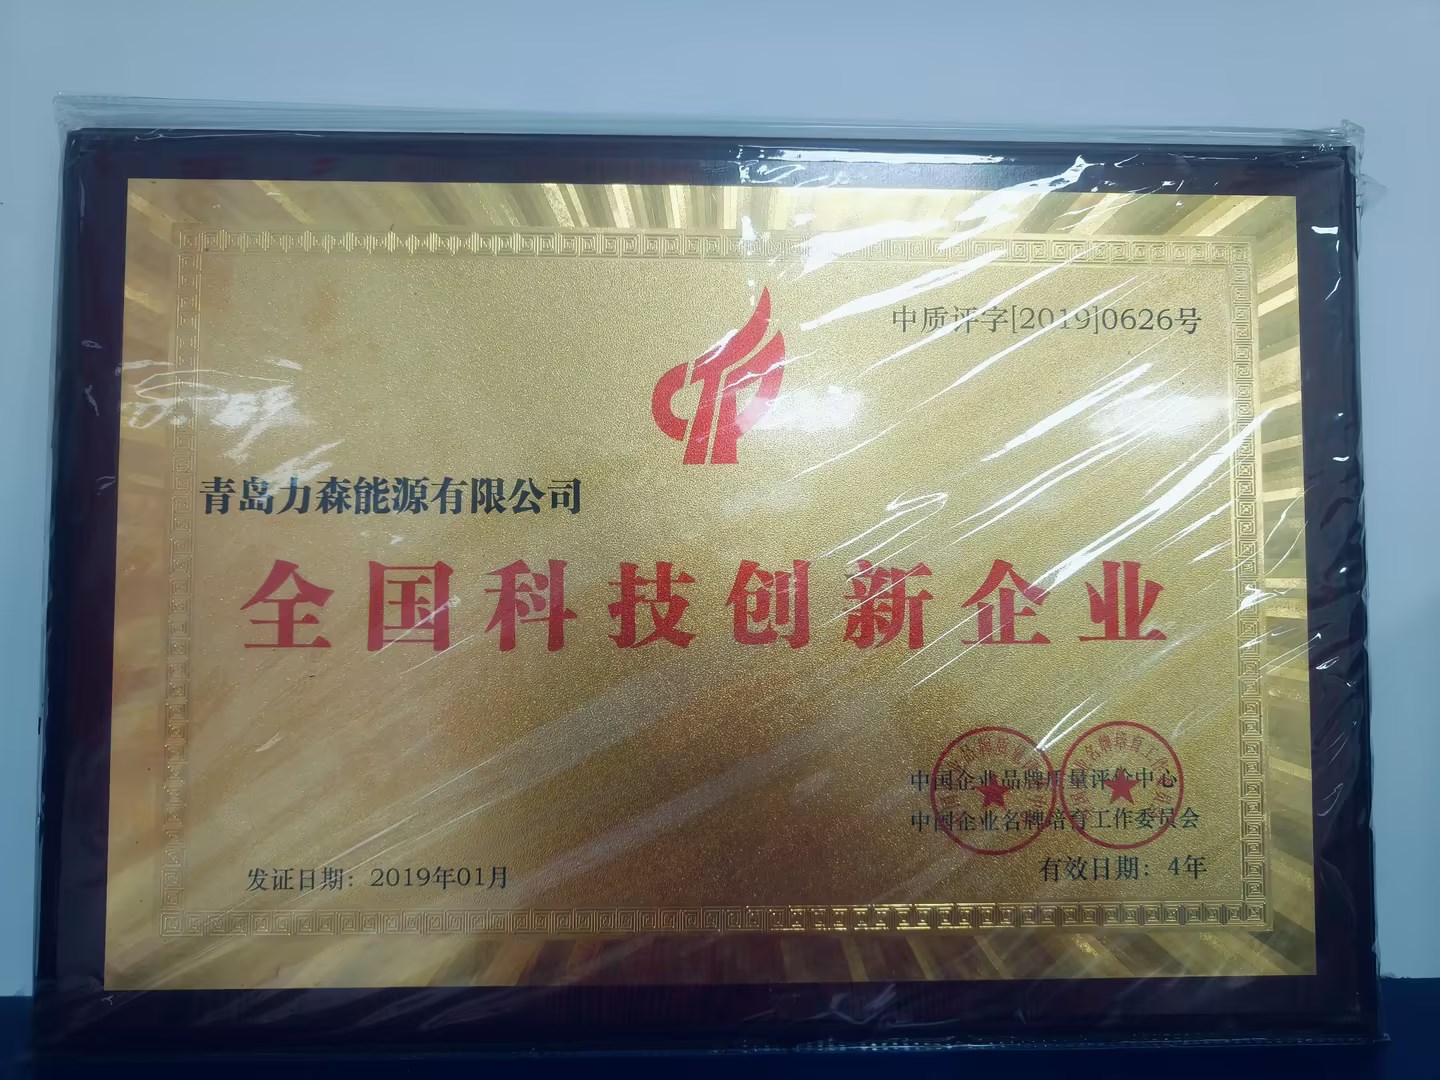 中质评字[2019]0626号
青岛力森能源有限公司
全国科技创新企业
中国企业品牌质量评价中心
中国企业名牌培育工作委员会
发证日期：2019年01月
有效日期：4年